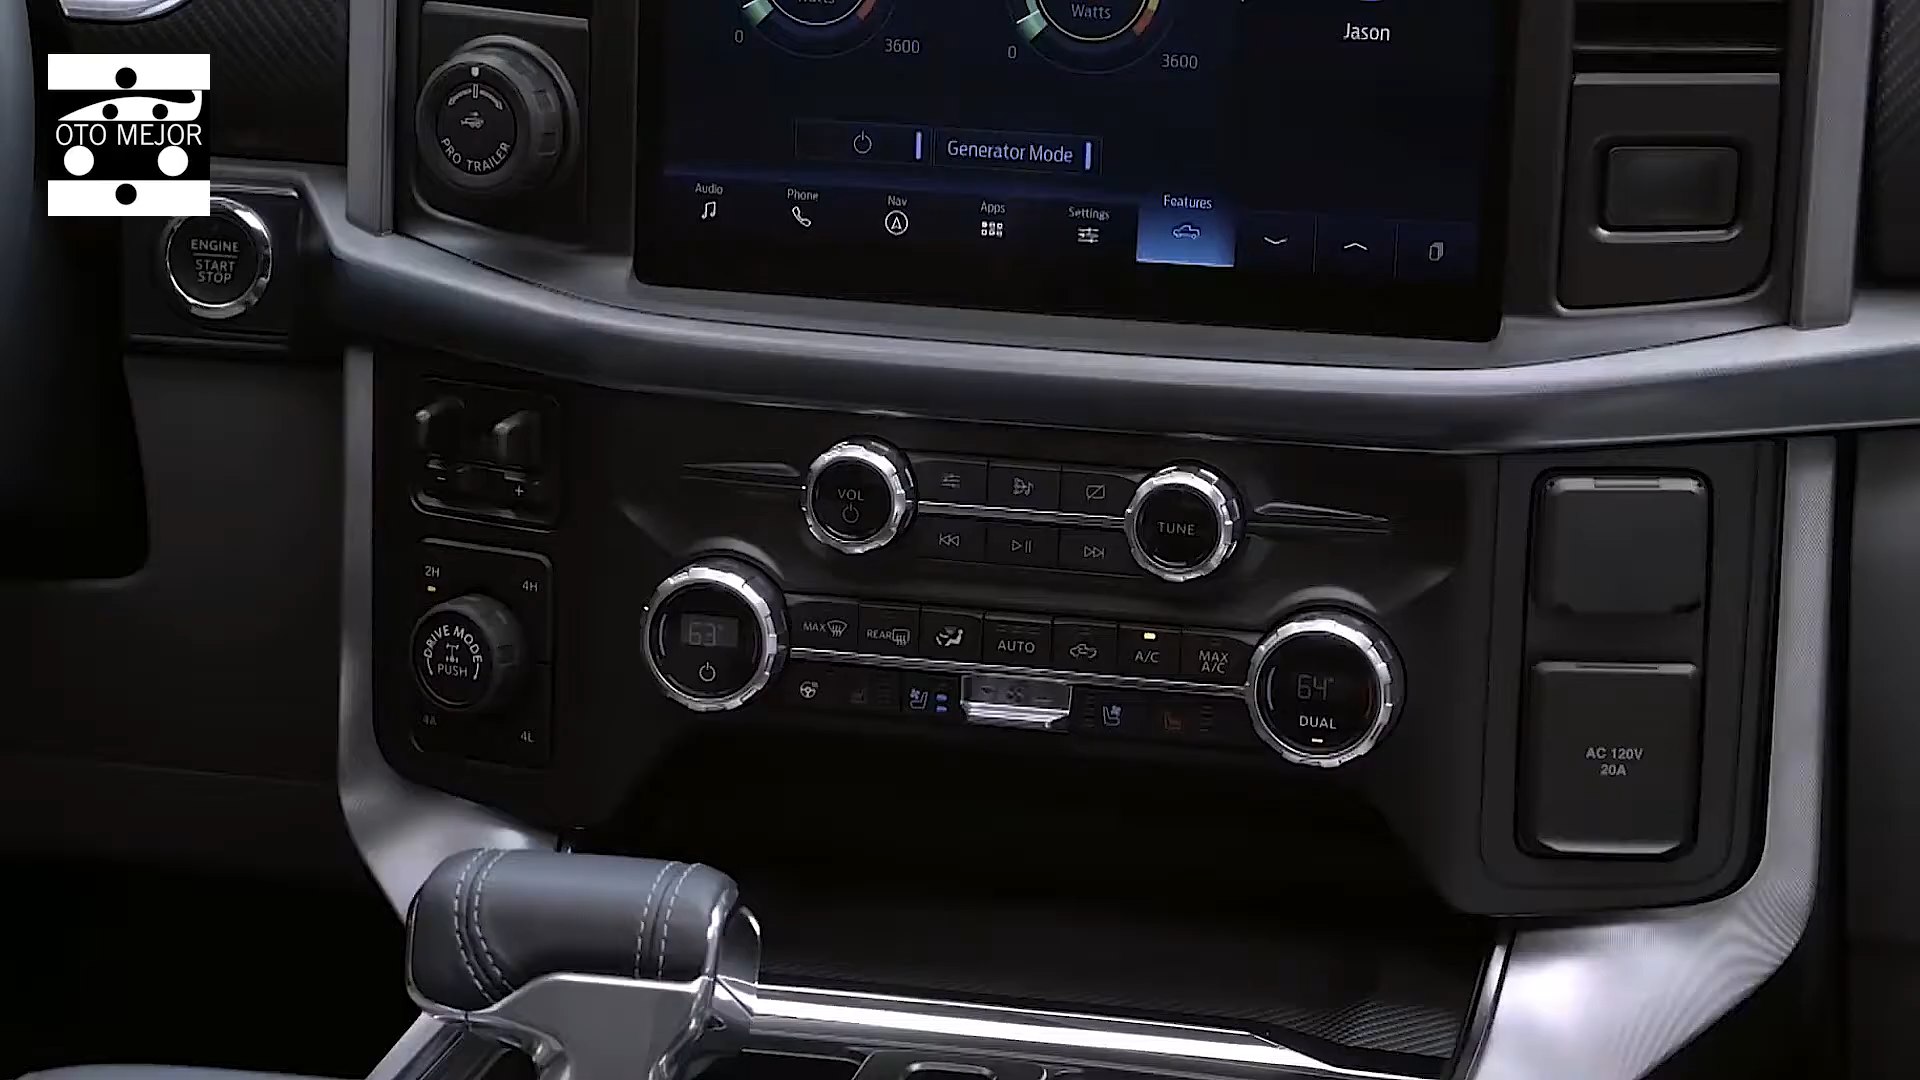 Watts
Watts
0
3600
0
3600
Jason
OTO MEJOR
PRO TRAILER
Generator Mode
Audio
Phone
Nav
Apps
Settings
Features
ENGINE
START
STOP
VOL
TUNE
2H
4H
DRIVE MODE
PUSH
4A
4L
63°
MAX
REAR
AUTO
A/C
MAX
A/C
64°
DUAL
AC 120V
20A